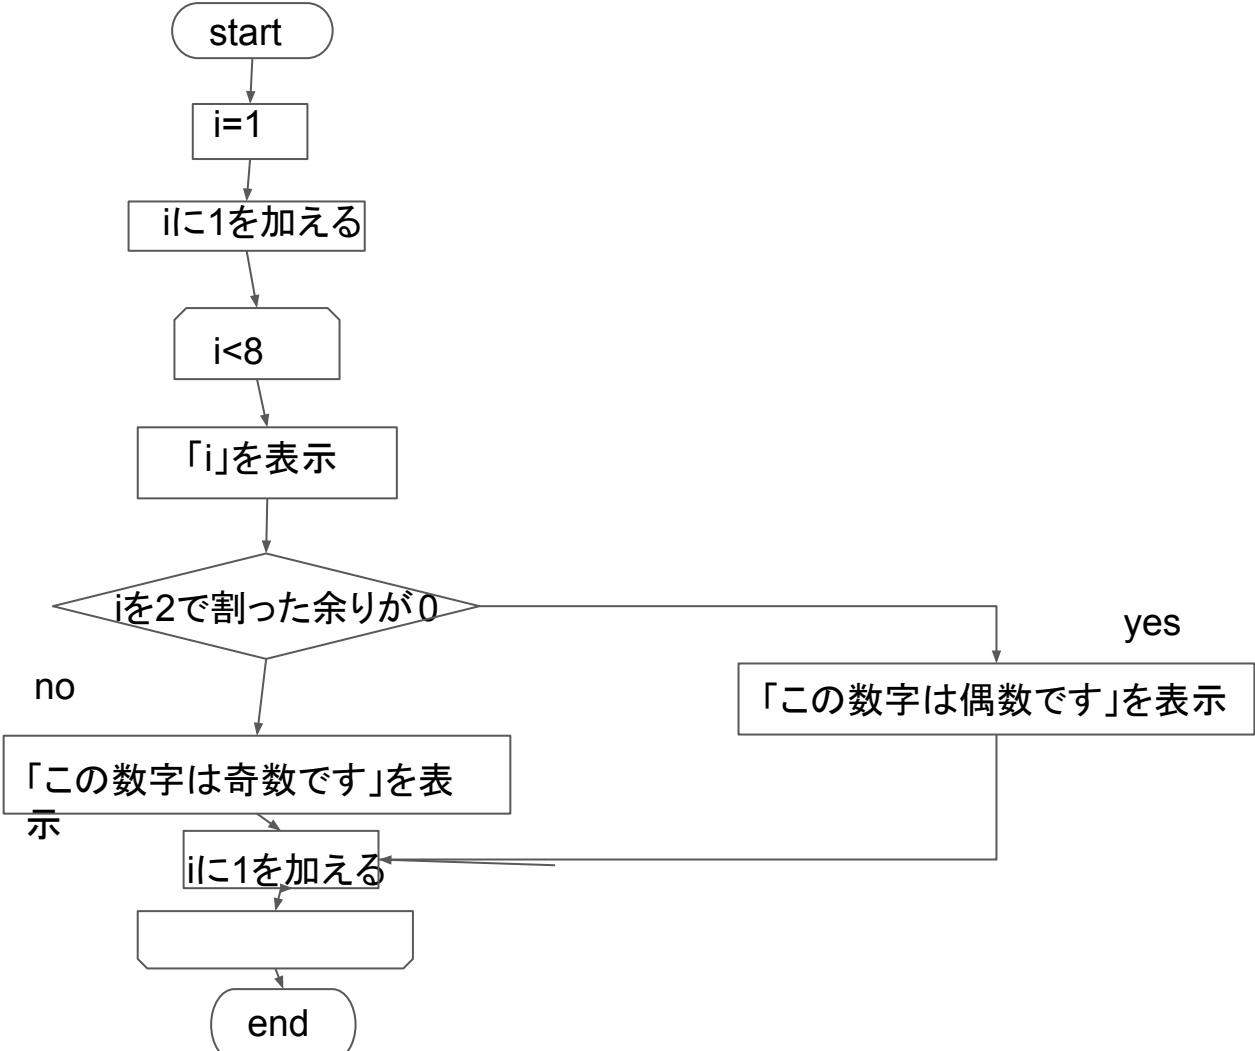 start
i=1
iに1を加える
i<8
「i」を表示
iを2で割った余りが0
yes
no
「この数字は偶数です」を表示
「この数字は奇数です」を表
示
iに1を加える
end